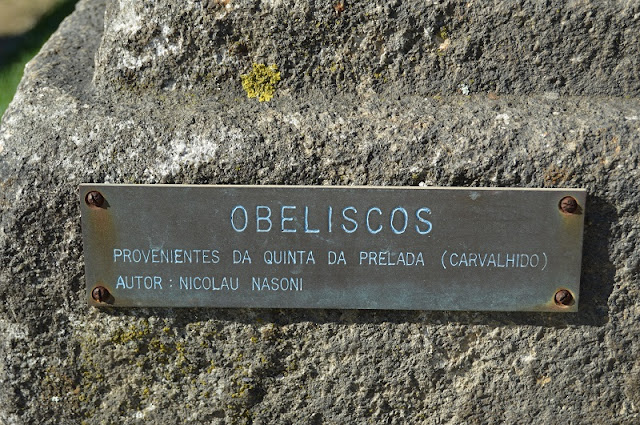 OBELISCOS
PROVENIENTES DA QUINTA DA PRELADA (CARVALHIDO)
AUTOR : NICOLAU NASONI